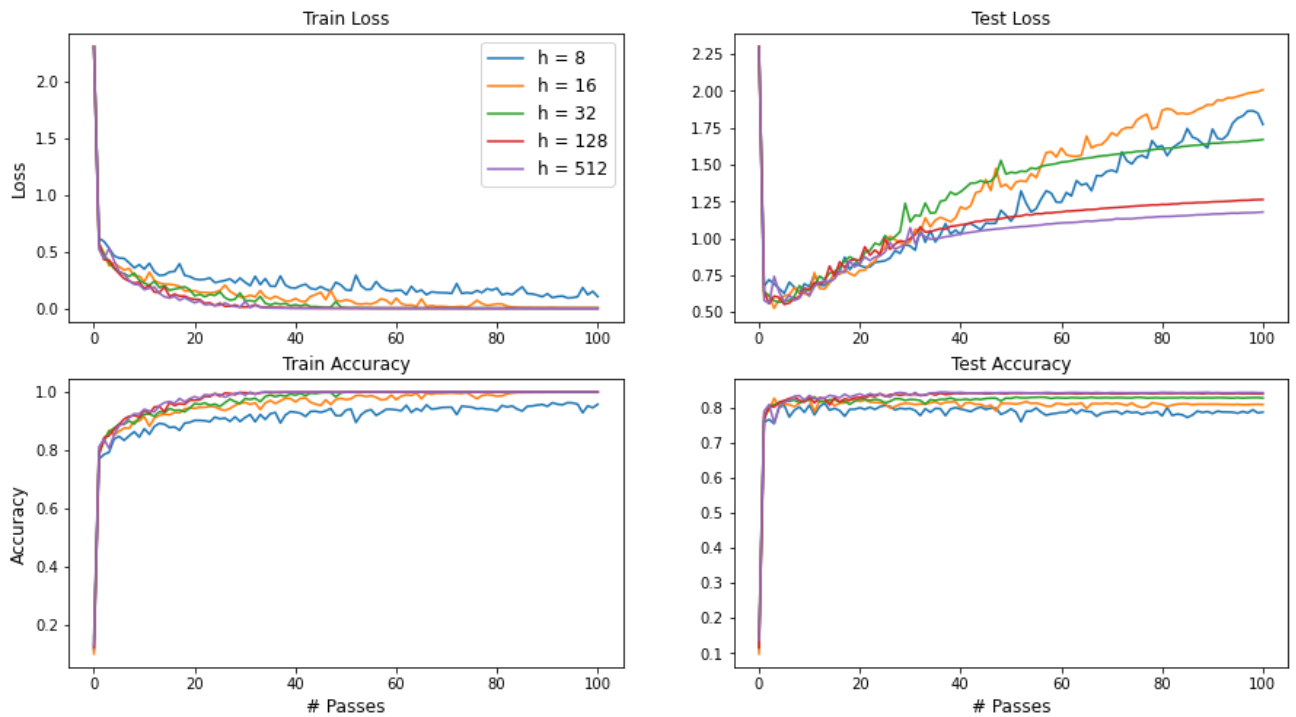 Train Loss
Loss
2.0
1.5
1.0
0.5
0.0
h = 8
h = 16
h = 32
h = 128
h = 512
0 20 40 60 80 100
Test Loss
2.25
2.00
1.75
1.50
1.25
1.00
0.75
0.50
0 20 40 60 80 100
Train Accuracy
Accuracy
1.0
0.8
0.6
0.4
0.2
0 20 40 60 80 100
# Passes
Test Accuracy
0.8
0.7
0.6
0.5
0.4
0.3
0.2
0.1
0 20 40 60 80 100
# Passes